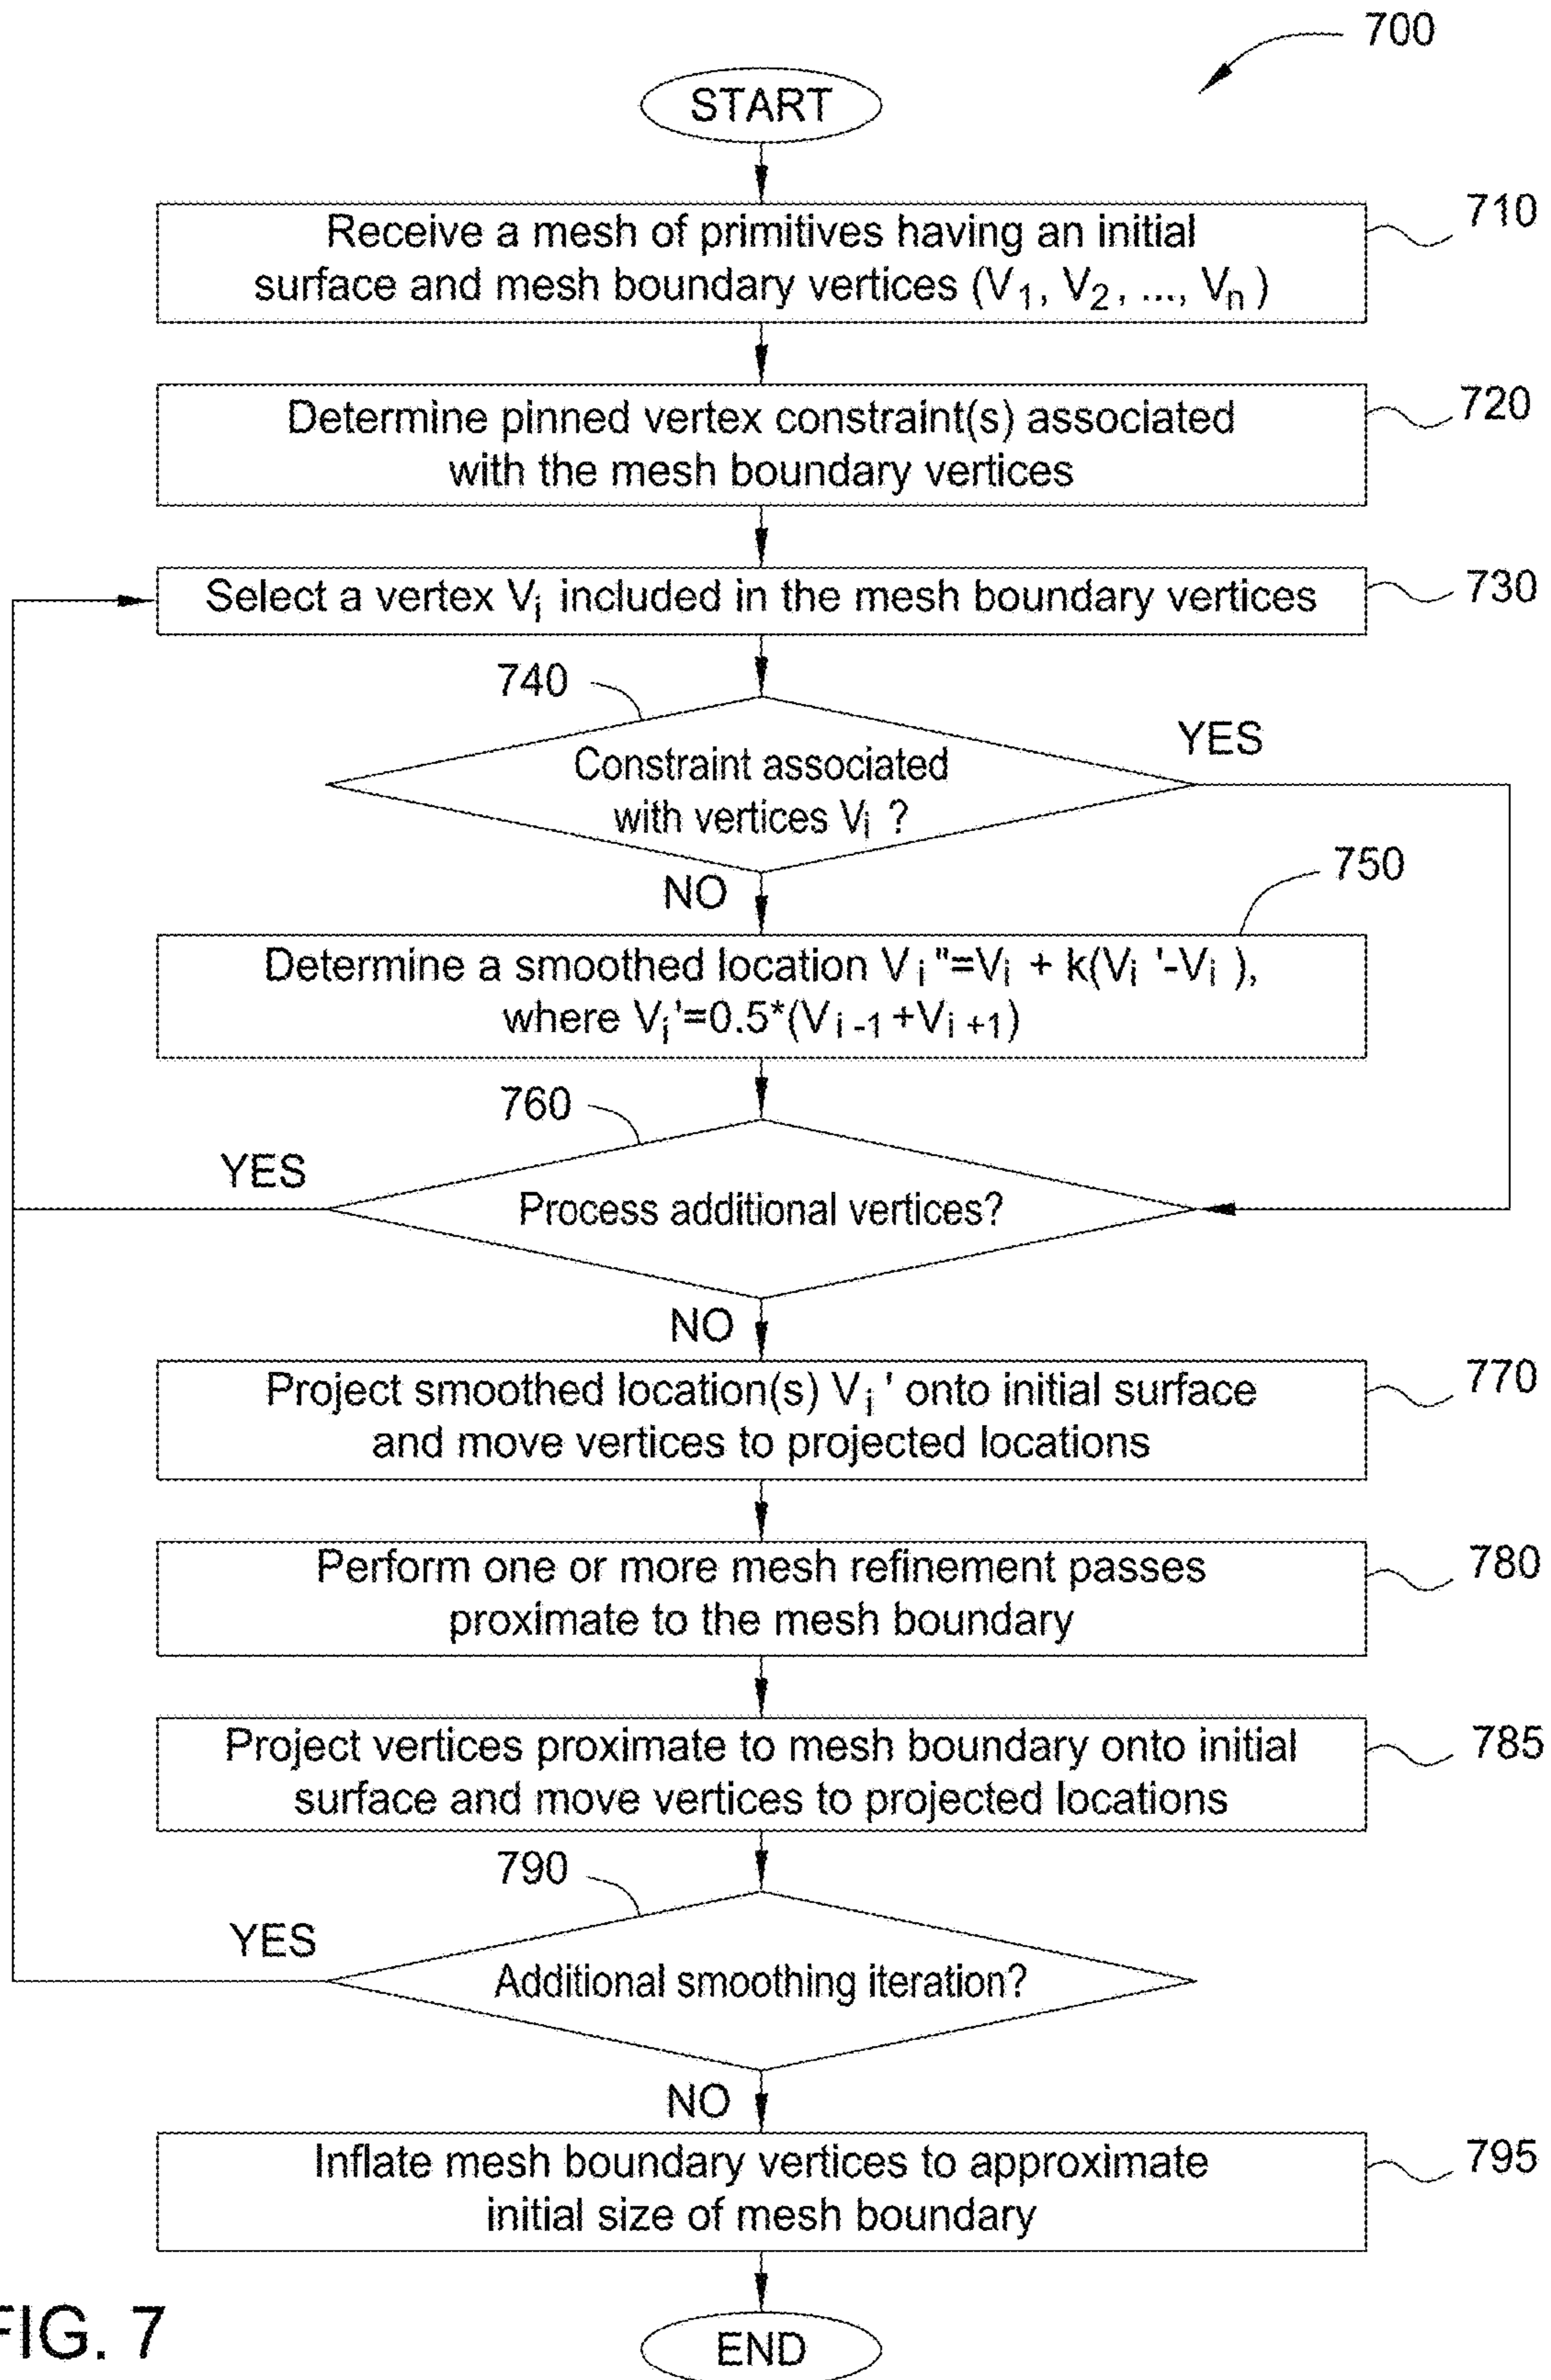 700
START
Receive a mesh of primitives having an initial
surface and mesh boundary vertices (V1, V2, ..., Vn)
710
Determine pinned vertex constraint(s) associated
with the mesh boundary vertices
720
Select a vertex Vi included in the mesh boundary vertices
730
740
Constraint associated
with vertices Vi ?
YES
NO
750
Determine a smoothed location Vi"=Vi + k(Vi'-Vi),
where Vi'=0.5*(Vi-1+Vi+1)
760
YES
Process additional vertices?
NO
Project smoothed location(s) Vi' onto initial surface
and move vertices to projected locations
770
Perform one or more mesh refinement passes
proximate to the mesh boundary
780
Project vertices proximate to mesh boundary onto initial
surface and move vertices to projected locations
785
790
YES
Additional smoothing iteration?
NO
Inflate mesh boundary vertices to approximate
initial size of mesh boundary
795
END
FIG. 7